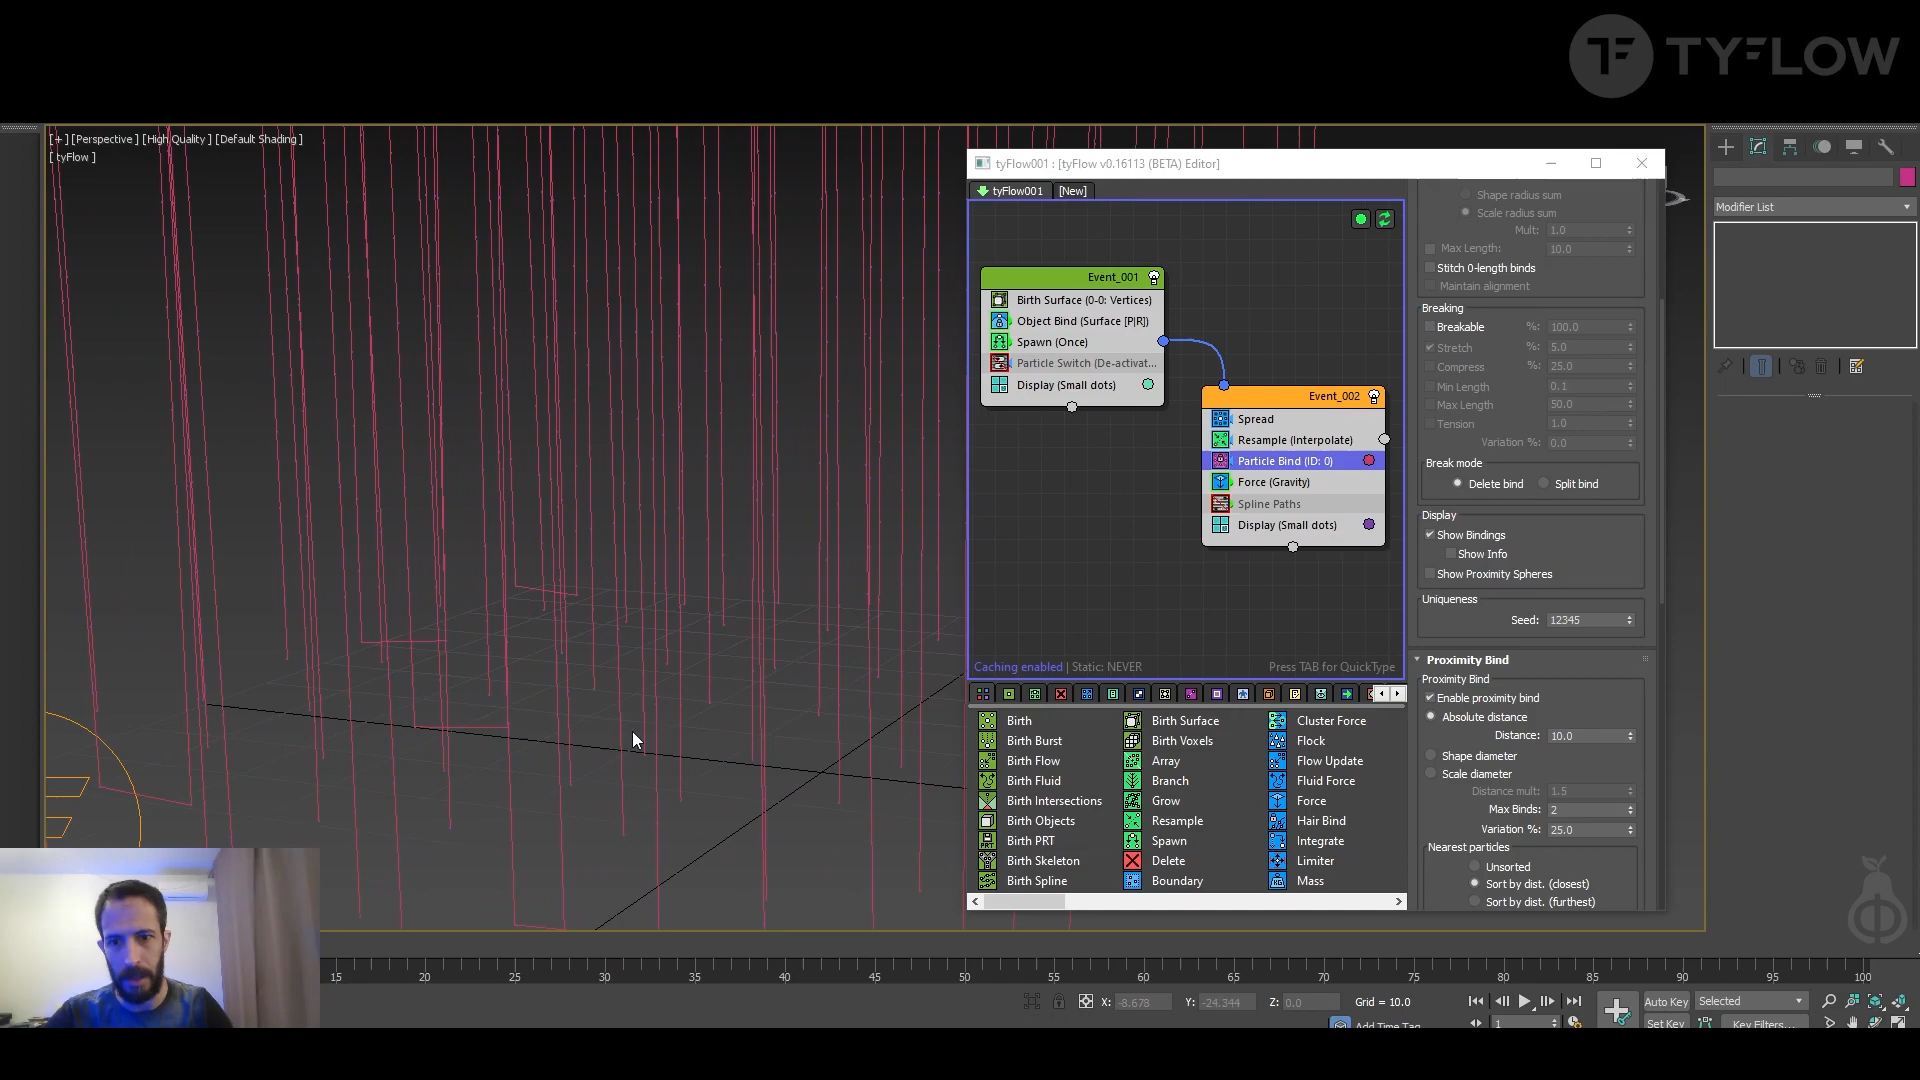 TYFLOW
[+] [Perspective] [High Quality] [Default Shading]
[tyFlow]
tyFlow001 : [tyFlow v0.16113 (BETA) Editor]
tyFlow001 [New]
Event_001
Birth Surface (0-0: Vertices)
Object Bind (Surface [P|R])
Spawn (Once)
Particle Switch (De-activat...
Display (Small dots)
Event_002
Spread
Resample (Interpolate)
Particle Bind (ID: 0)
Force (Gravity)
Spline Paths
Display (Small dots)
Caching enabled | Static: NEVER
Press TAB for QuickType
Birth
Birth Burst
Birth Flow
Birth Fluid
Birth Intersections
Birth Objects
Birth PRT
Birth Skeleton
Birth Spline
Birth Surface
Birth Voxels
Array
Branch
Grow
Resample
Spawn
Delete
Boundary
Cluster Force
Flock
Flow Update
Fluid Force
Force
Hair Bind
Integrate
Limiter
Mass
Shape radius sum
Scale radius sum
Mult: 1.0
Max Length: 10.0
Stitch 0-length binds
Maintain alignment
Breaking
Breakable %: 100.0
Stretch %: 5.0
Compress %: 25.0
Min Length 0.1
Max Length 50.0
Tension 1.0
Variation %: 0.0
Break mode
Delete bind Split bind
Display
Show Bindings
Show Info
Show Proximity Spheres
Uniqueness
Seed: 12345
Proximity Bind
Proximity Bind
Enable proximity bind
Absolute distance
Distance: 10.0
Shape diameter
Scale diameter
Distance mult: 1.5
Max Binds: 2
Variation %: 25.0
Nearest particles
Unsorted
Sort by dist. (closest)
Sort by dist. (furthest)
Modifier List
15 20 25 30 35 40 45 50 55 60 65 70 75 80 85 90 95 100
X: -8.678 Y: -24.344 Z: 0.0 Grid = 10.0
Auto Key Selected
Add Time Tag
1
Set Key Key Filters...